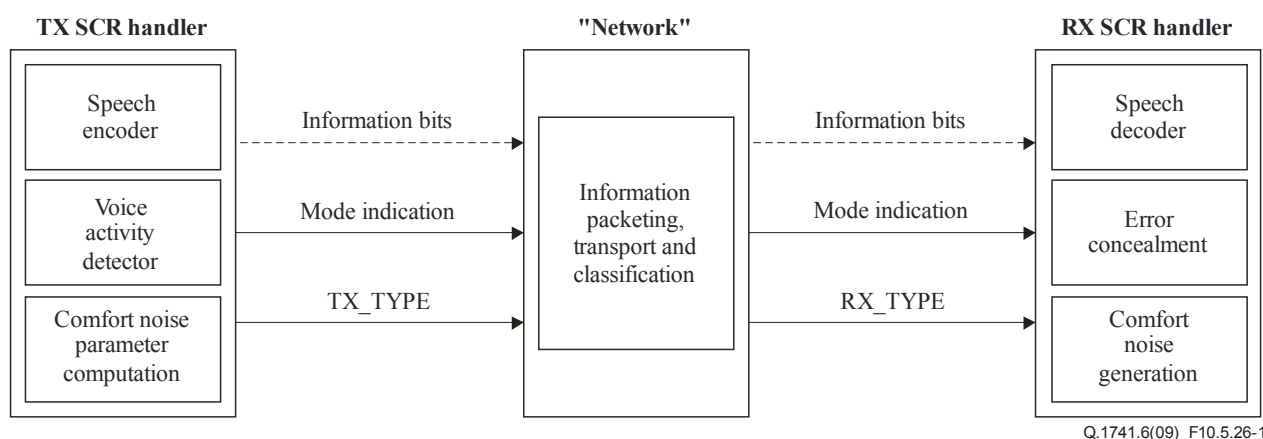 TX SCR handler
"Network"
RX SCR handler
Speech
encoder
Voice
activity
detector
Comfort noise
parameter
computation
Information bits
Mode indication
TX_TYPE
Information
packeting,
transport and
classification
Information bits
Mode indication
RX_TYPE
Speech
decoder
Error
concealment
Comfort
noise
generation
Q.1741.6(09)_F10.5.26-1